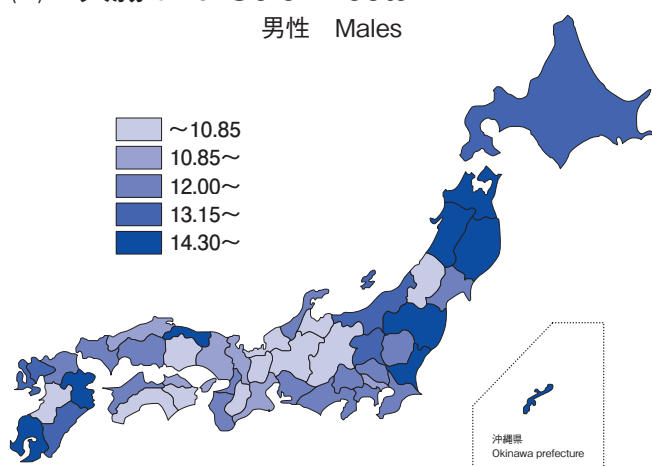 男性 Males
～10.85
10.85～
12.00～
13.15～
14.30～
沖縄県
Okinawa prefecture